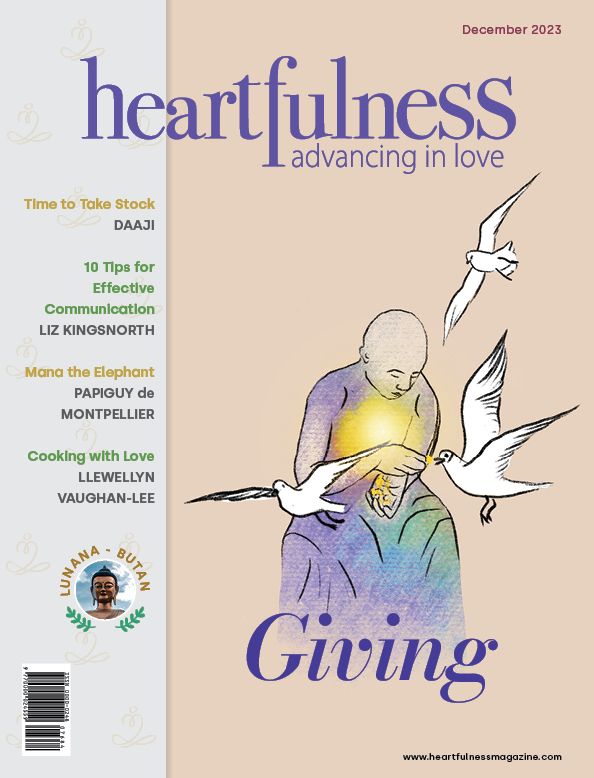 December 2023
heartfulness
advancing in love
Time to Take Stock
DAAJI
10 Tips for
Effective
Communication
LIZ KINGSNORTH
Mana the Elephant
PAPIGUY de
MONTPELLIER
Cooking with Love
LLEWELLYN
VAUGHAN-LEE
LUNANA - BUTAN
Giving
www.heartfulnessmagazine.com